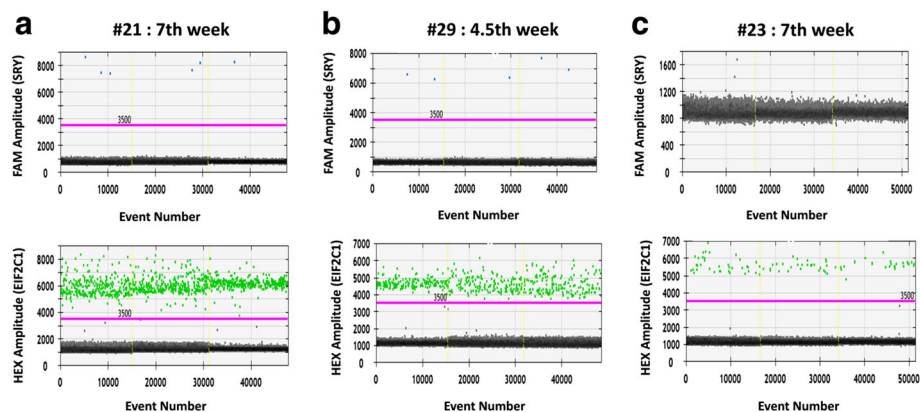 a
#21 : 7th week
FAM Amplitude (SRY)
8000
6000
4000
2000
0
3500
0 10000 20000 30000 40000
Event Number
HEX Amplitude (EIF2C1)
8000
6000
4000
2000
0
3500
0 10000 20000 30000 40000
Event Number
b
#29 : 4.5th week
FAM Amplitude (SRY)
8000
6000
4000
2000
0
3500
0 10000 20000 30000 40000
Event Number
HEX Amplitude (EIF2C1)
7000
6000
5000
4000
3000
2000
1000
0
3500
0 10000 20000 30000 40000
Event Number
c
#23 : 7th week
FAM Amplitude (SRY)
1600
1200
800
400
0
0 10000 20000 30000 40000 50000
Event Number
HEX Amplitude (EIF2C1)
7000
6000
5000
4000
3000
2000
1000
0
3500
0 10000 20000 30000 40000 50000
Event Number